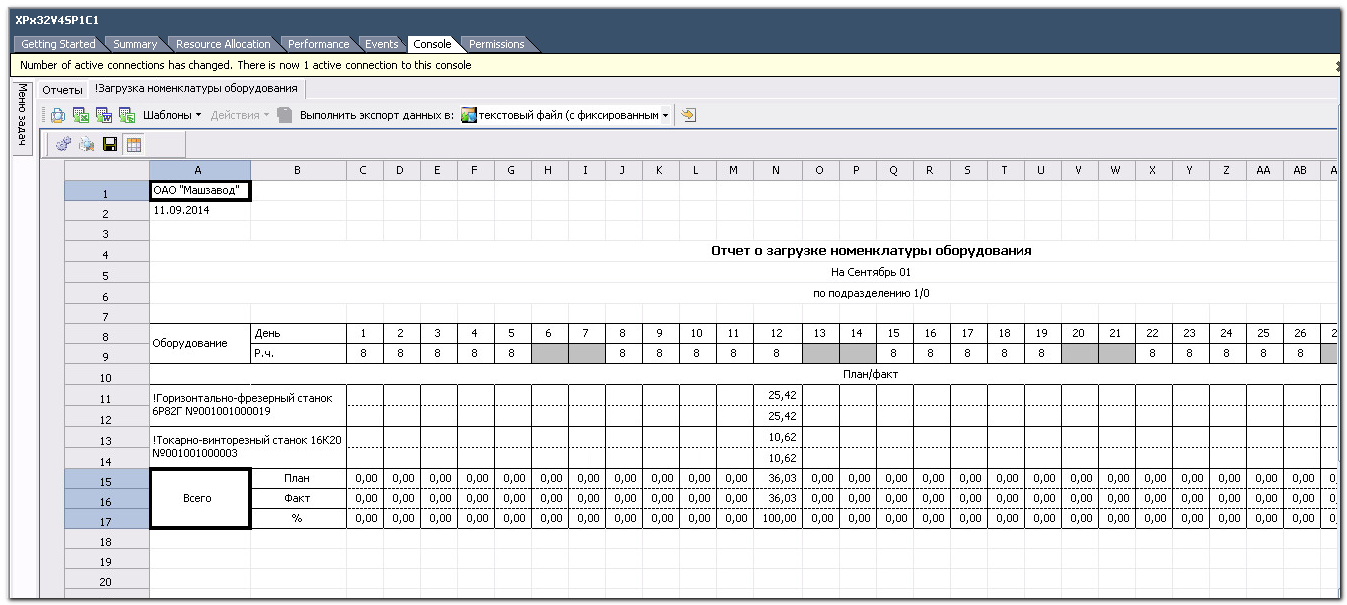 XPx32V4SP1C1
Getting Started Summary Resource Allocation Performance Events Console Permissions
Number of active connections has changed. There is now 1 active connection to this console
Меню задач
Отчеты !Загрузка номенклатуры оборудования
Шаблоны Действия Выполнить экспорт данных в: текстовый файл (с фиксированным
A B C D E F G H I J K L M N O P Q R S T U V W X Y Z AA AB
1 ОАО "Машзавод"
2 11.09.2014
3
4 Отчет о загрузке номенклатуры оборудования
5 На Сентябрь 01
6 по подразделению 1/0
7
8 Оборудование День 1 2 3 4 5 6 7 8 9 10 11 12 13 14 15 16 17 18 19 20 21 22 23 24 25 26
9 Р.ч. 8 8 8 8 8 8 8 8 8 8 8 8 8 8 8 8 8 8 8 8
10 План/факт
11 !Горизонтально-фрезерный станок 25,42
12 6Р82Г №001001000019 25,42
13 !Токарно-винторезный станок 16К20 10,62
14 №001001000003 10,62
15 План 0,00 0,00 0,00 0,00 0,00 0,00 0,00 0,00 0,00 0,00 0,00 36,03 0,00 0,00 0,00 0,00 0,00 0,00 0,00 0,00 0,00 0,00 0,00 0,00 0,00 0,00
16 Всего Факт 0,00 0,00 0,00 0,00 0,00 0,00 0,00 0,00 0,00 0,00 0,00 36,03 0,00 0,00 0,00 0,00 0,00 0,00 0,00 0,00 0,00 0,00 0,00 0,00 0,00 0,00
17 % 0,00 0,00 0,00 0,00 0,00 0,00 0,00 0,00 0,00 0,00 0,00 100,00 0,00 0,00 0,00 0,00 0,00 0,00 0,00 0,00 0,00 0,00 0,00 0,00 0,00 0,00
18
19
20